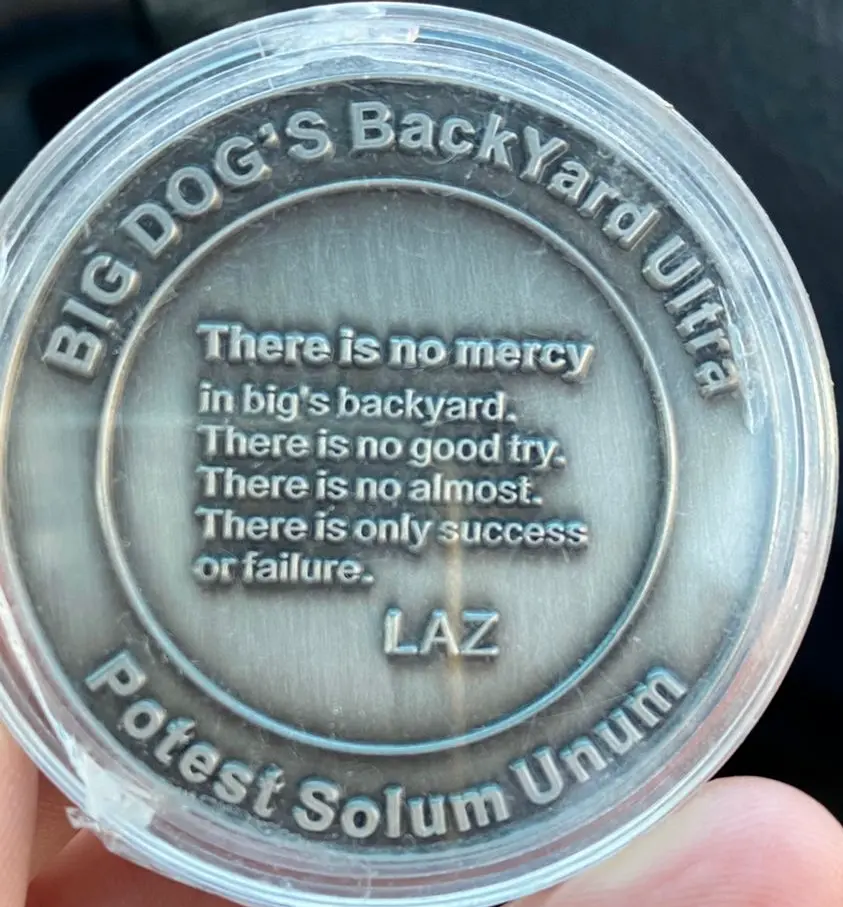 BIG DOG'S BackYard Ultra
There is no mercy
in big's backyard.
There is no good try.
There is no almost.
There is only success
or failure.
LAZ
Potest Solum Unum